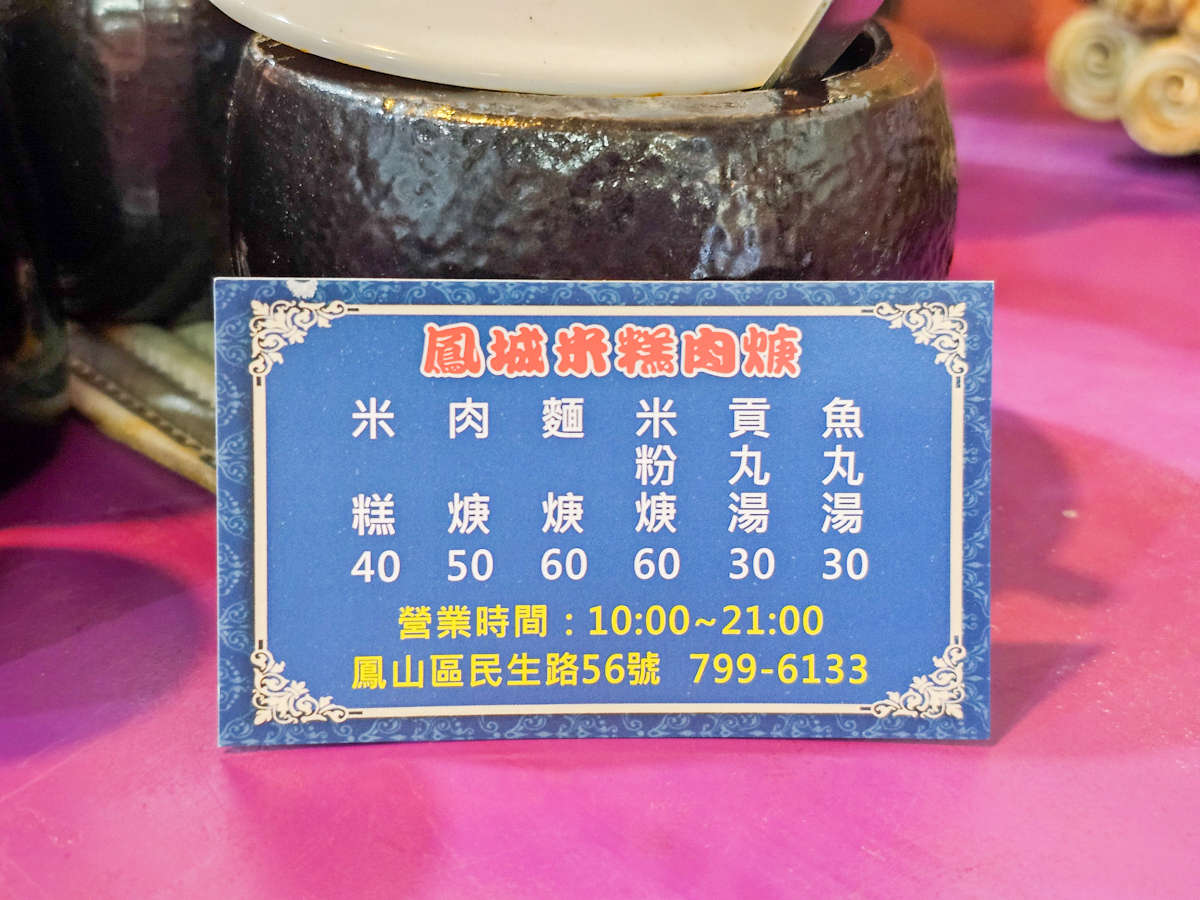 鳳城米糕肉焿
米糕 40
肉焿 50
麵焿 60
米粉焿 60
貢丸湯 30
魚丸湯 30
營業時間：10:00~21:00
鳳山區民生路56號 799-6133